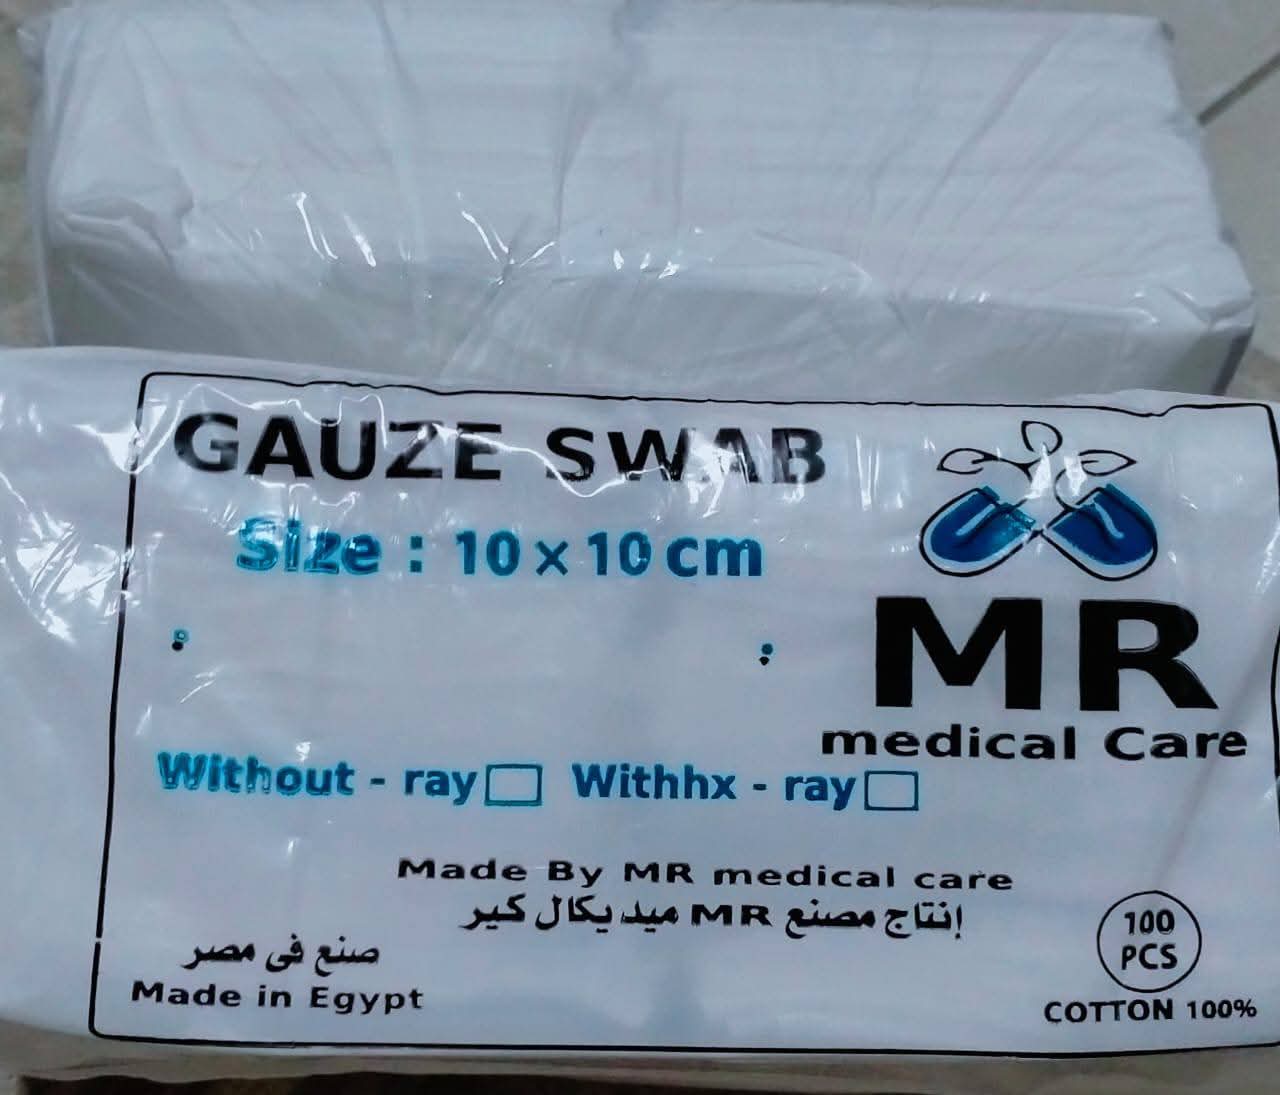 GAUZE SWAB
Size : 10 x 10 cm
MR
medical Care
Without - ray Withhx - ray
Made By MR medical care
إنتاج مصنع MR ميديكال كير
صنع فى مصر
Made in Egypt
100
PCS
COTTON 100%